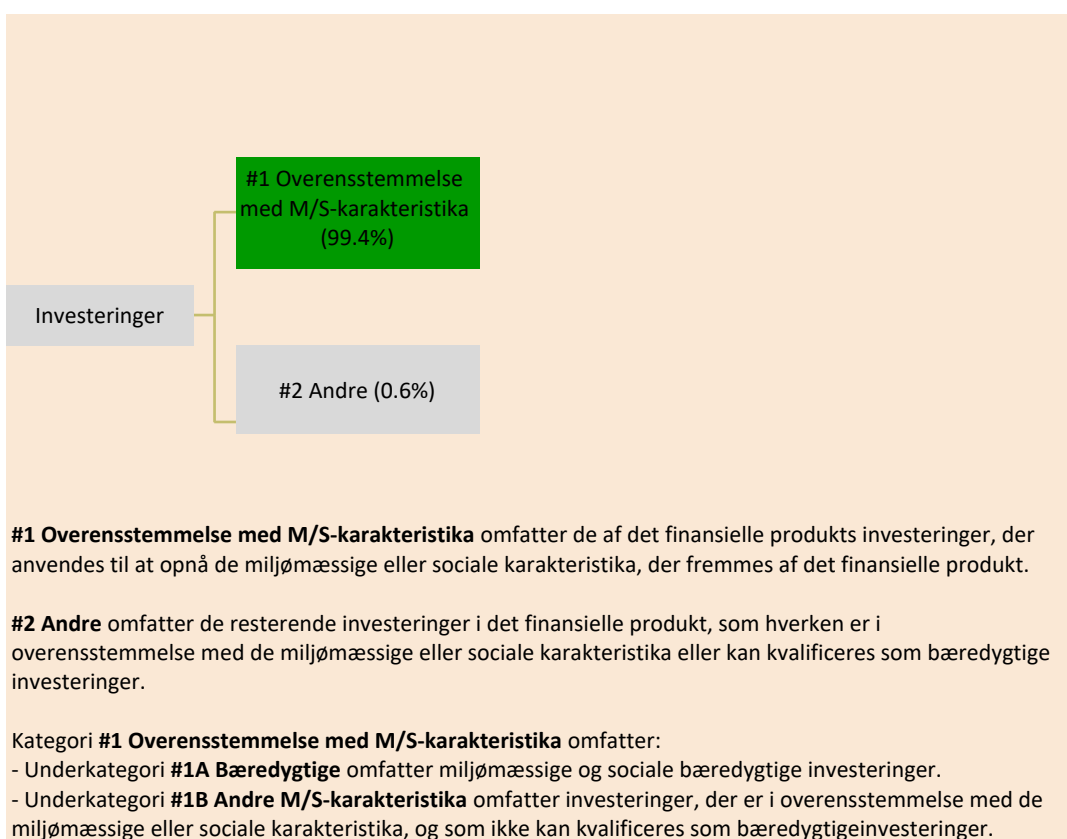 #1 Overensstemmelse
med M/S-karakteristika
(99.4%)
Investeringer
#2 Andre (0.6%)
#1 Overensstemmelse med M/S-karakteristika omfatter de af det finansielle produkts investeringer, der
anvendes til at opnå de miljømæssige eller sociale karakteristika, der fremmes af det finansielle produkt.
#2 Andre omfatter de resterende investeringer i det finansielle produkt, som hverken er i
overensstemmelse med de miljømæssige eller sociale karakteristika eller kan kvalificeres som bæredygtige
investeringer.
Kategori #1 Overensstemmelse med M/S-karakteristika omfatter:
- Underkategori #1A Bæredygtige omfatter miljømæssige og sociale bæredygtige investeringer.
- Underkategori #1B Andre M/S-karakteristika omfatter investeringer, der er i overensstemmelse med de
miljømæssige eller sociale karakteristika, og som ikke kan kvalificeres som bæredygtigeinvesteringer.